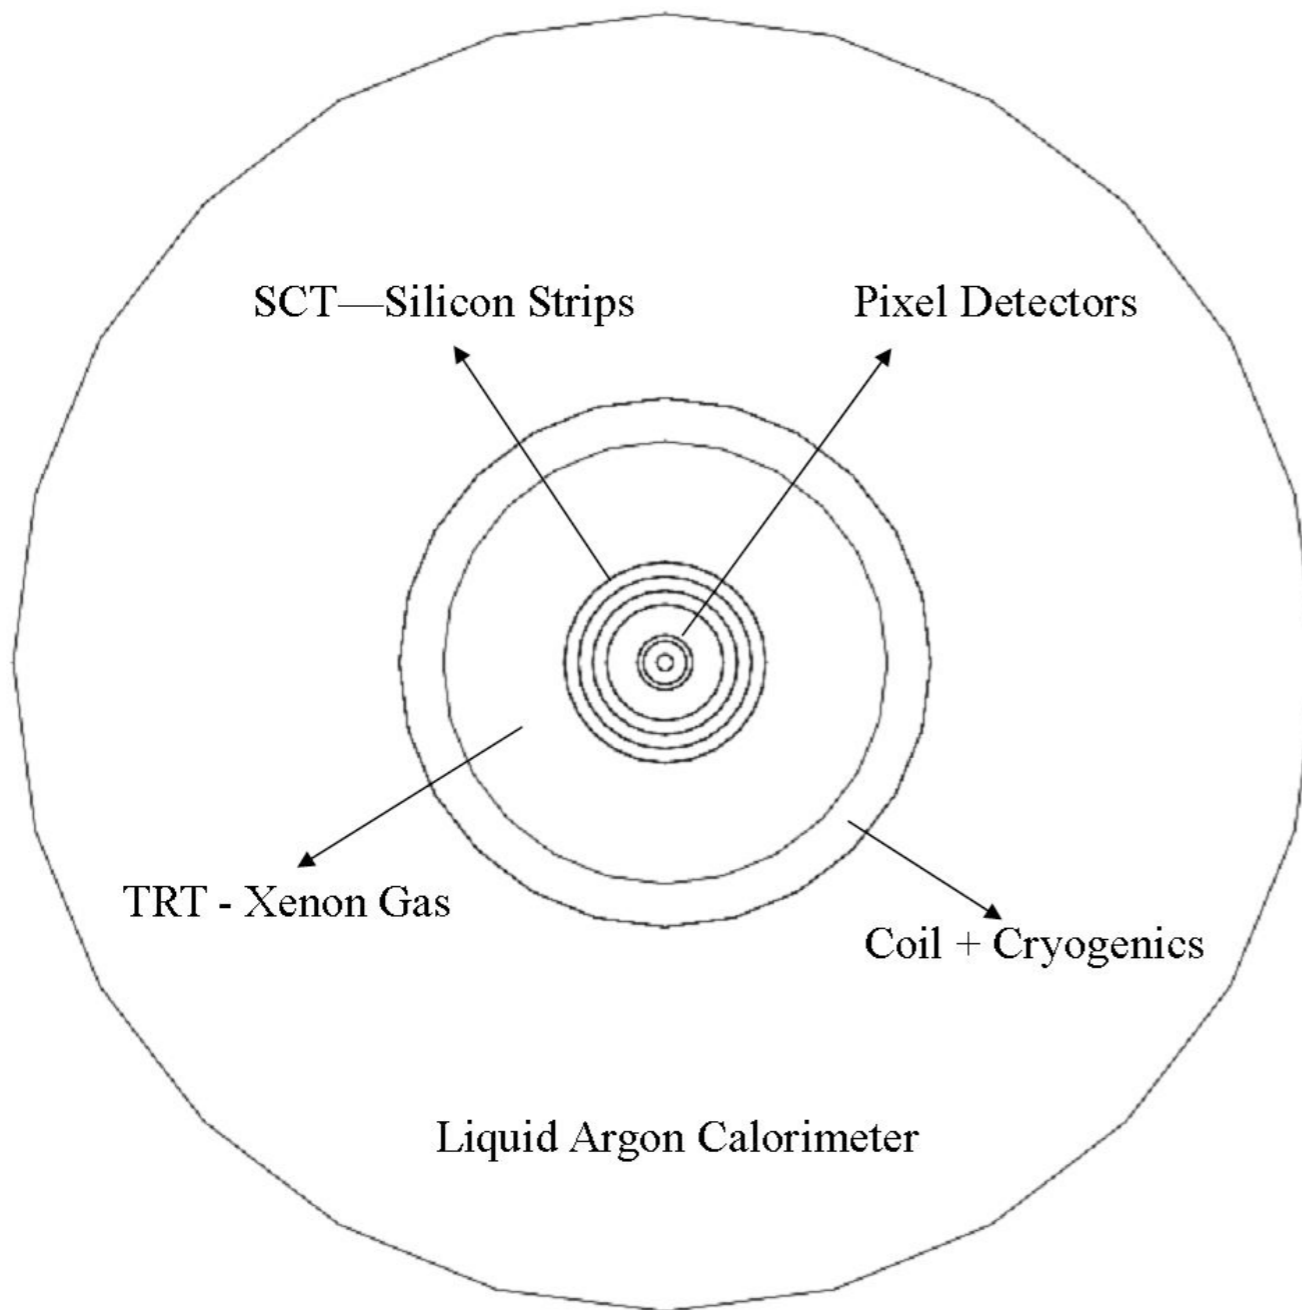 SCT—Silicon Strips
Pixel Detectors
TRT - Xenon Gas
Coil + Cryogenics
Liquid Argon Calorimeter